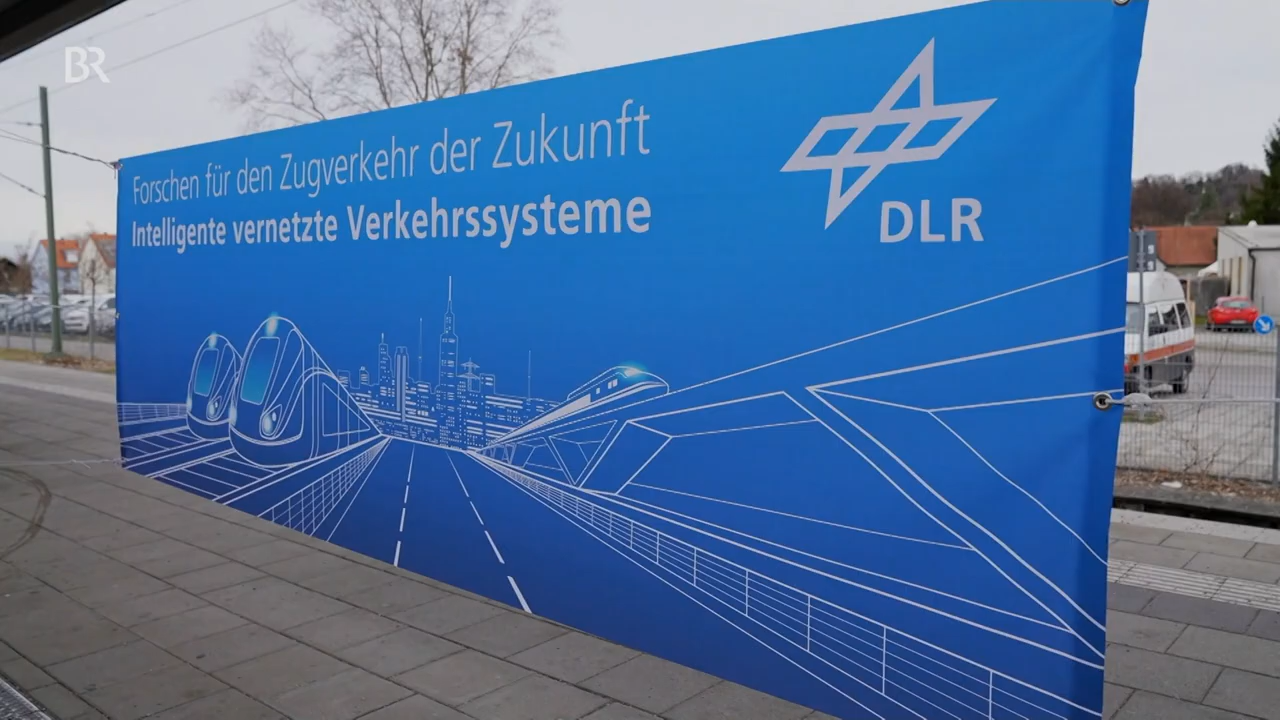 BR
Forschen für den Zugverkehr der Zukunft
Intelligente vernetzte Verkehrssysteme
DLR